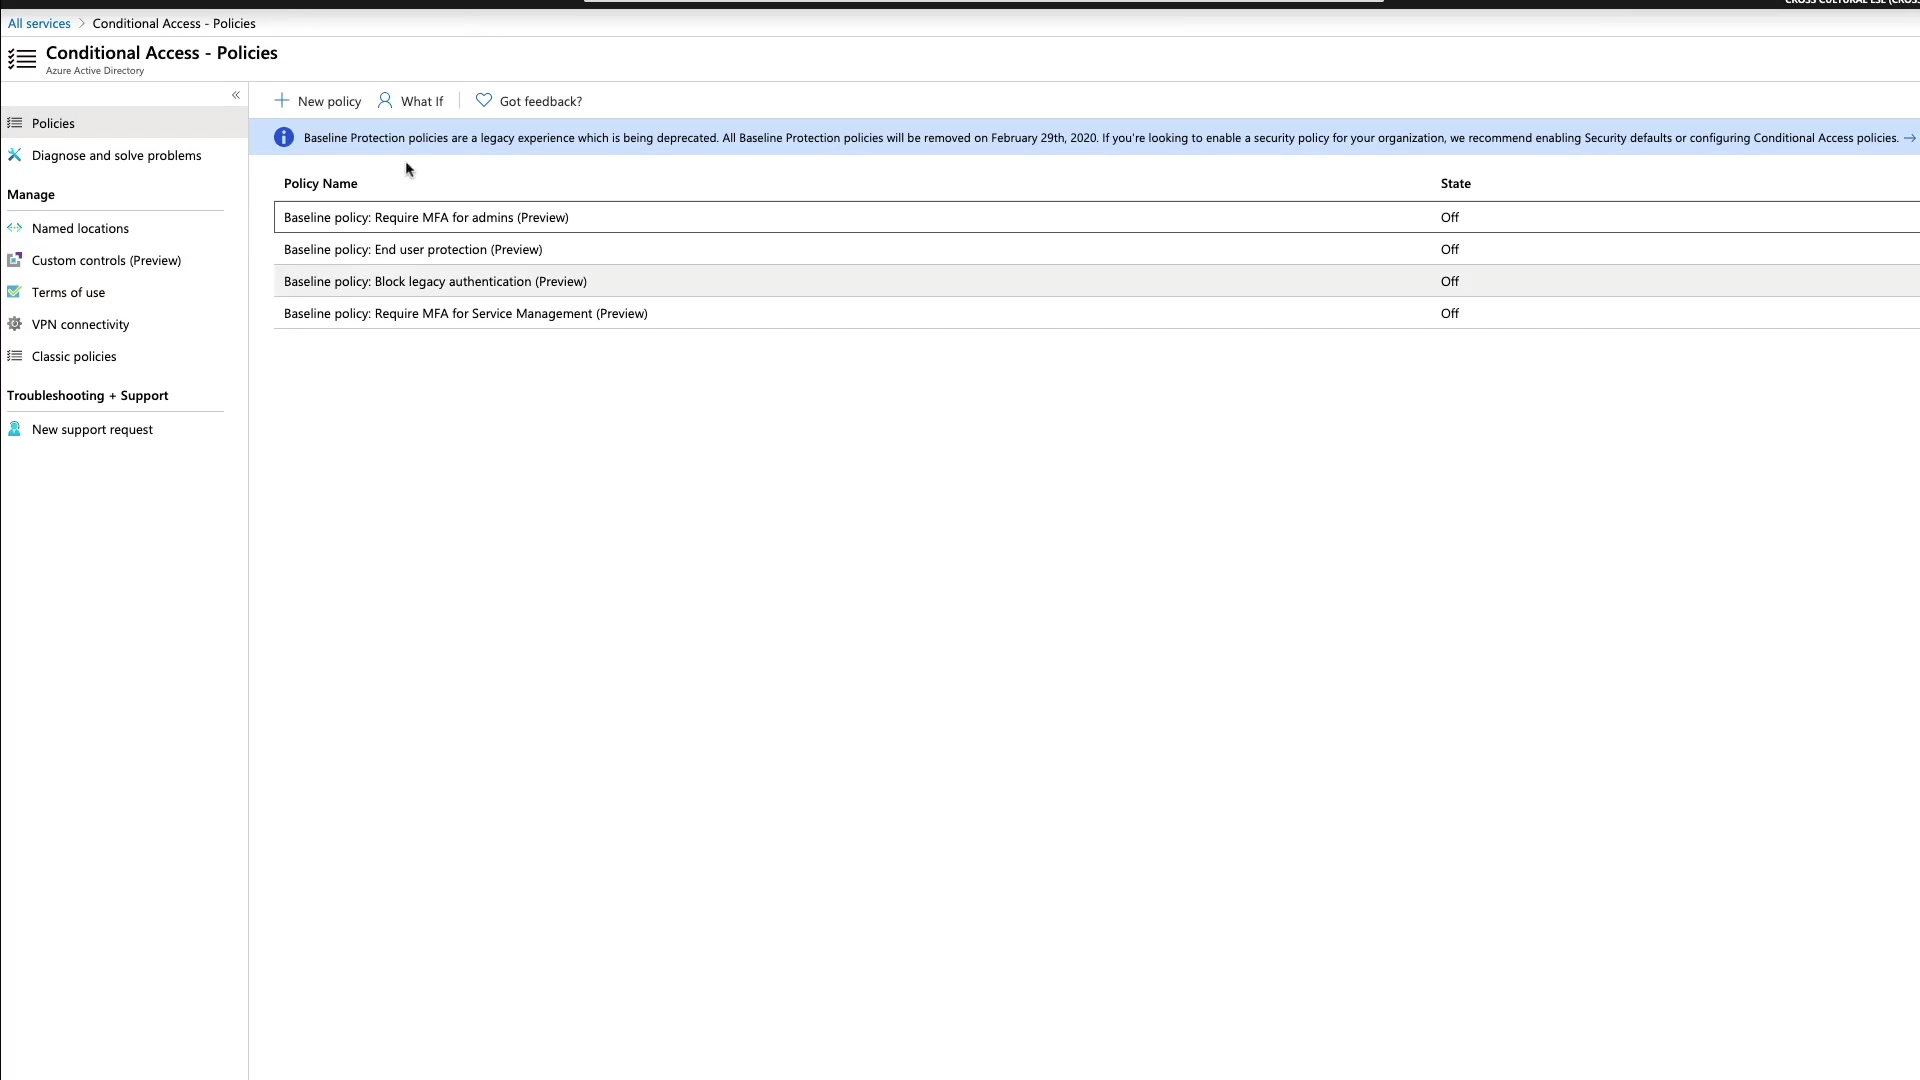 All services > Conditional Access - Policies
Conditional Access - Policies
Azure Active Directory
«
Policies
Diagnose and solve problems
Manage
Named locations
Custom controls (Preview)
Terms of use
VPN connectivity
Classic policies
Troubleshooting + Support
New support request
New policy What If Got feedback?
Baseline Protection policies are a legacy experience which is being deprecated. All Baseline Protection policies will be removed on February 29th, 2020. If you're looking to enable a security policy for your organization, we recommend enabling Security defaults or configuring Conditional Access policies. →
Policy Name State
Baseline policy: Require MFA for admins (Preview) Off
Baseline policy: End user protection (Preview) Off
Baseline policy: Block legacy authentication (Preview) Off
Baseline policy: Require MFA for Service Management (Preview) Off